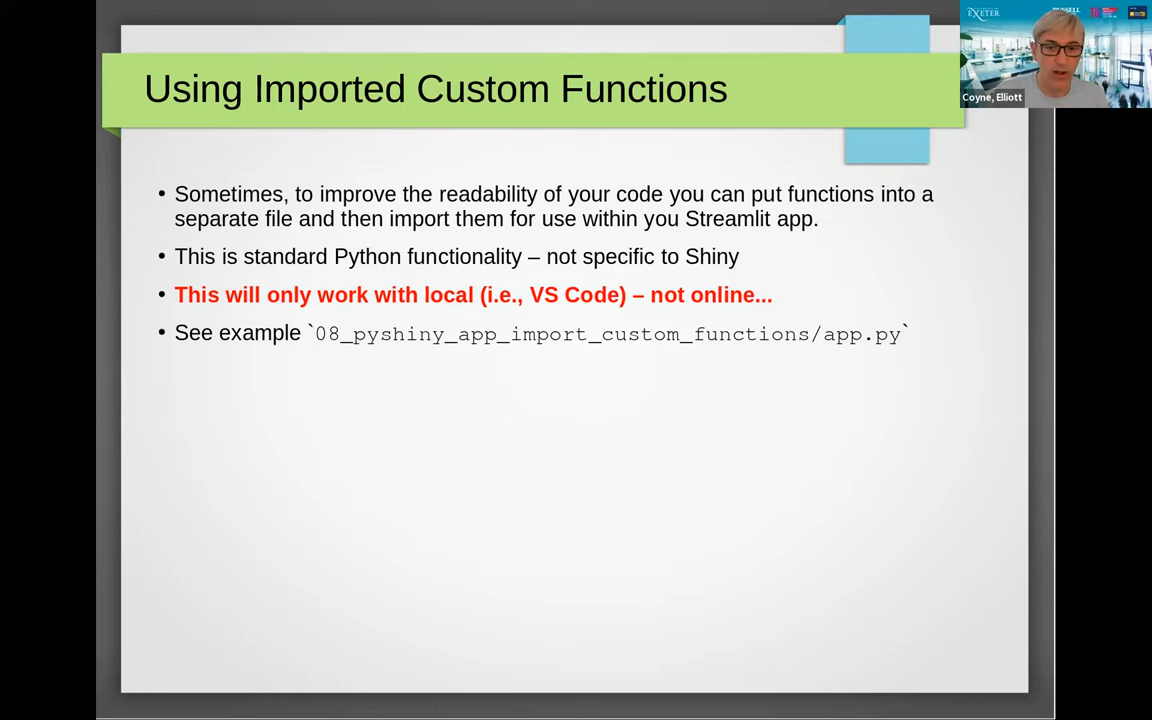 Using Imported Custom Functions
EXETER
Coyne, Elliott
• Sometimes, to improve the readability of your code you can put functions into a
separate file and then import them for use within you Streamlit app.
• This is standard Python functionality – not specific to Shiny
• This will only work with local (i.e., VS Code) – not online...
• See example `08_pyshiny_app_import_custom_functions/app.py`